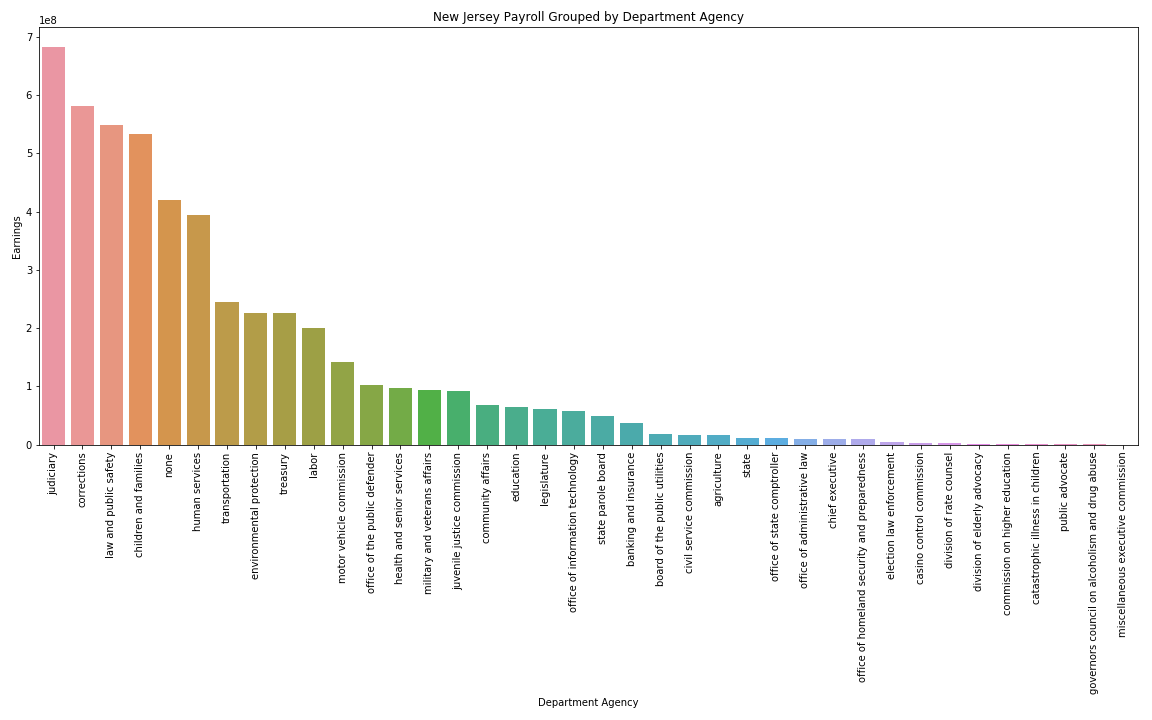 New Jersey Payroll Grouped by Department Agency
1e8
7
6
5
4
3
2
1
0
Earnings
judiciary
corrections
law and public safety
children and families
none
human services
transportation
environmental protection
treasury
labor
motor vehicle commission
office of the public defender
health and senior services
military and veterans affairs
juvenile justice commission
community affairs
education
legislature
office of information technology
state parole board
banking and insurance
board of the public utilities
civil service commission
agriculture
state
office of state comptroller
office of administrative law
chief executive
office of homeland security and preparedness
election law enforcement
casino control commission
division of rate counsel
division of elderly advocacy
commission on higher education
catastrophic illness in children
public advocate
governors council on alcoholism and drug abuse
miscellaneous executive commission
Department Agency